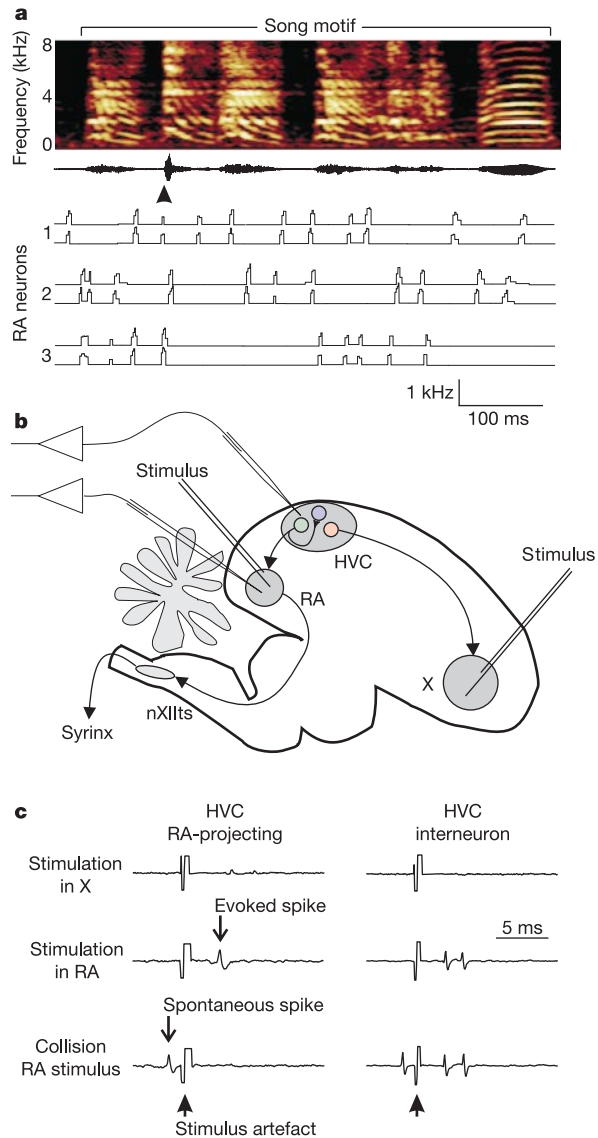 a
Song motif
Frequency (kHz)
8
4
0
RA neurons
1
2
3
1 kHz
100 ms
b
Stimulus
HVC
Stimulus
RA
X
nXIIts
Syrinx
c
HVC
RA-projecting
HVC
interneuron
Stimulation
in X
Evoked spike
5 ms
Stimulation
in RA
Spontaneous spike
Collision
RA stimulus
Stimulus artefact